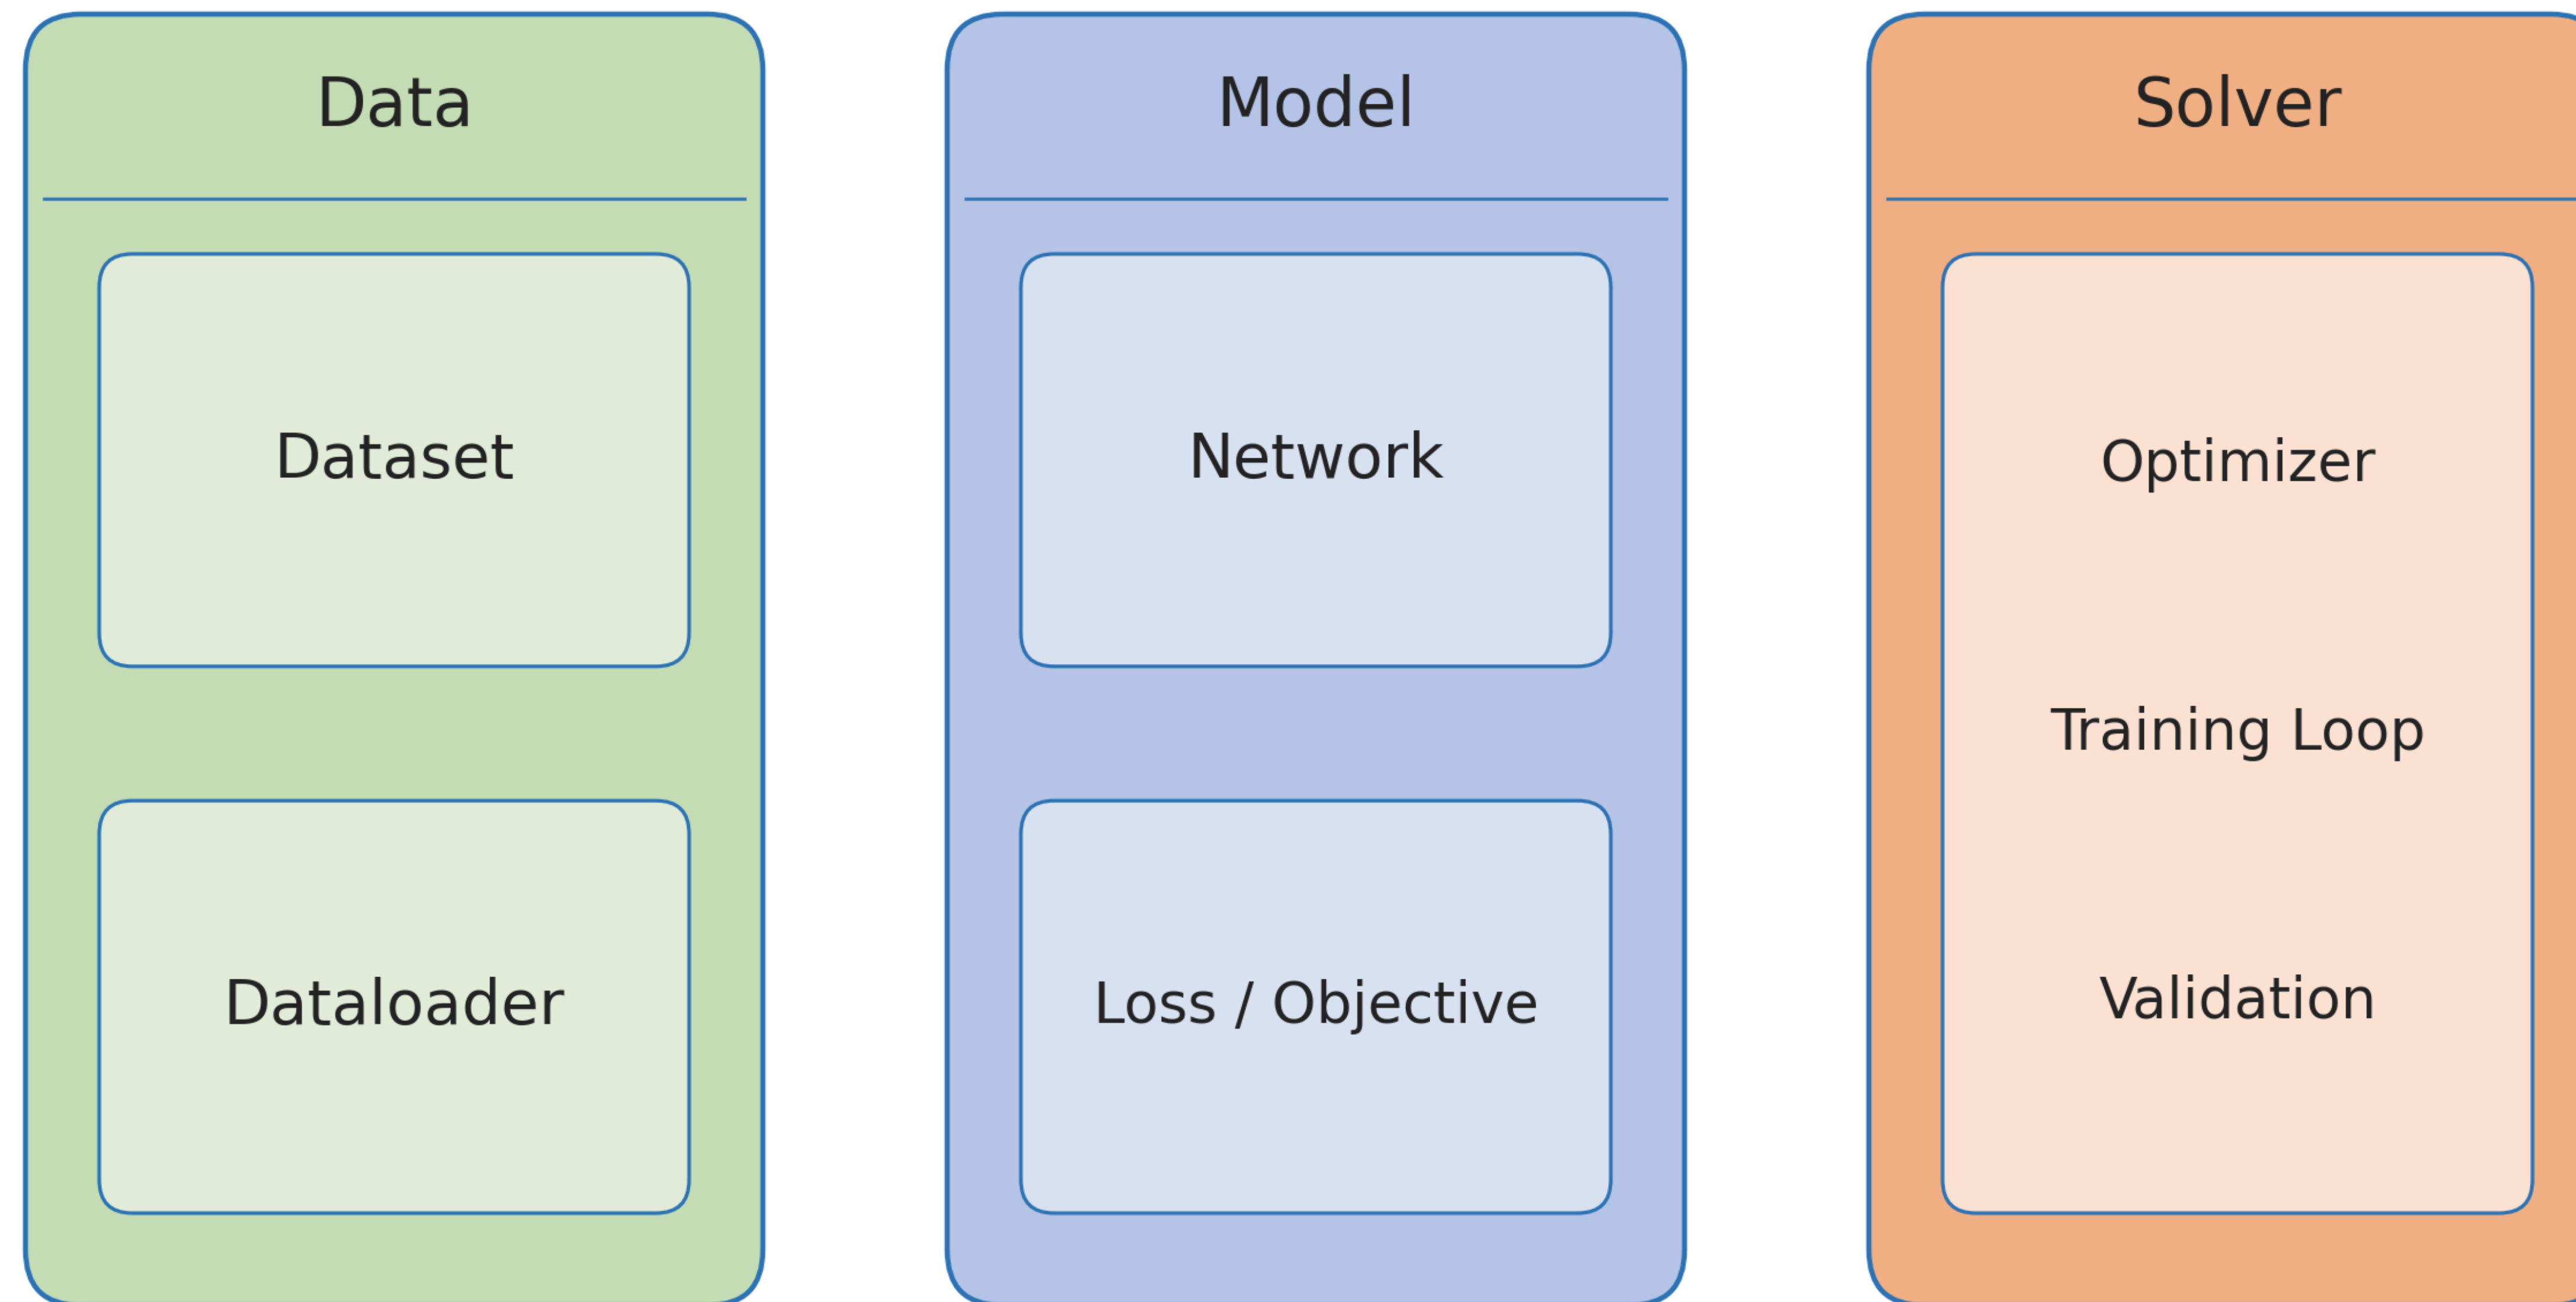 Data
Dataset
Dataloader
Model
Network
Loss / Objective
Solver
Optimizer
Training Loop
Validation